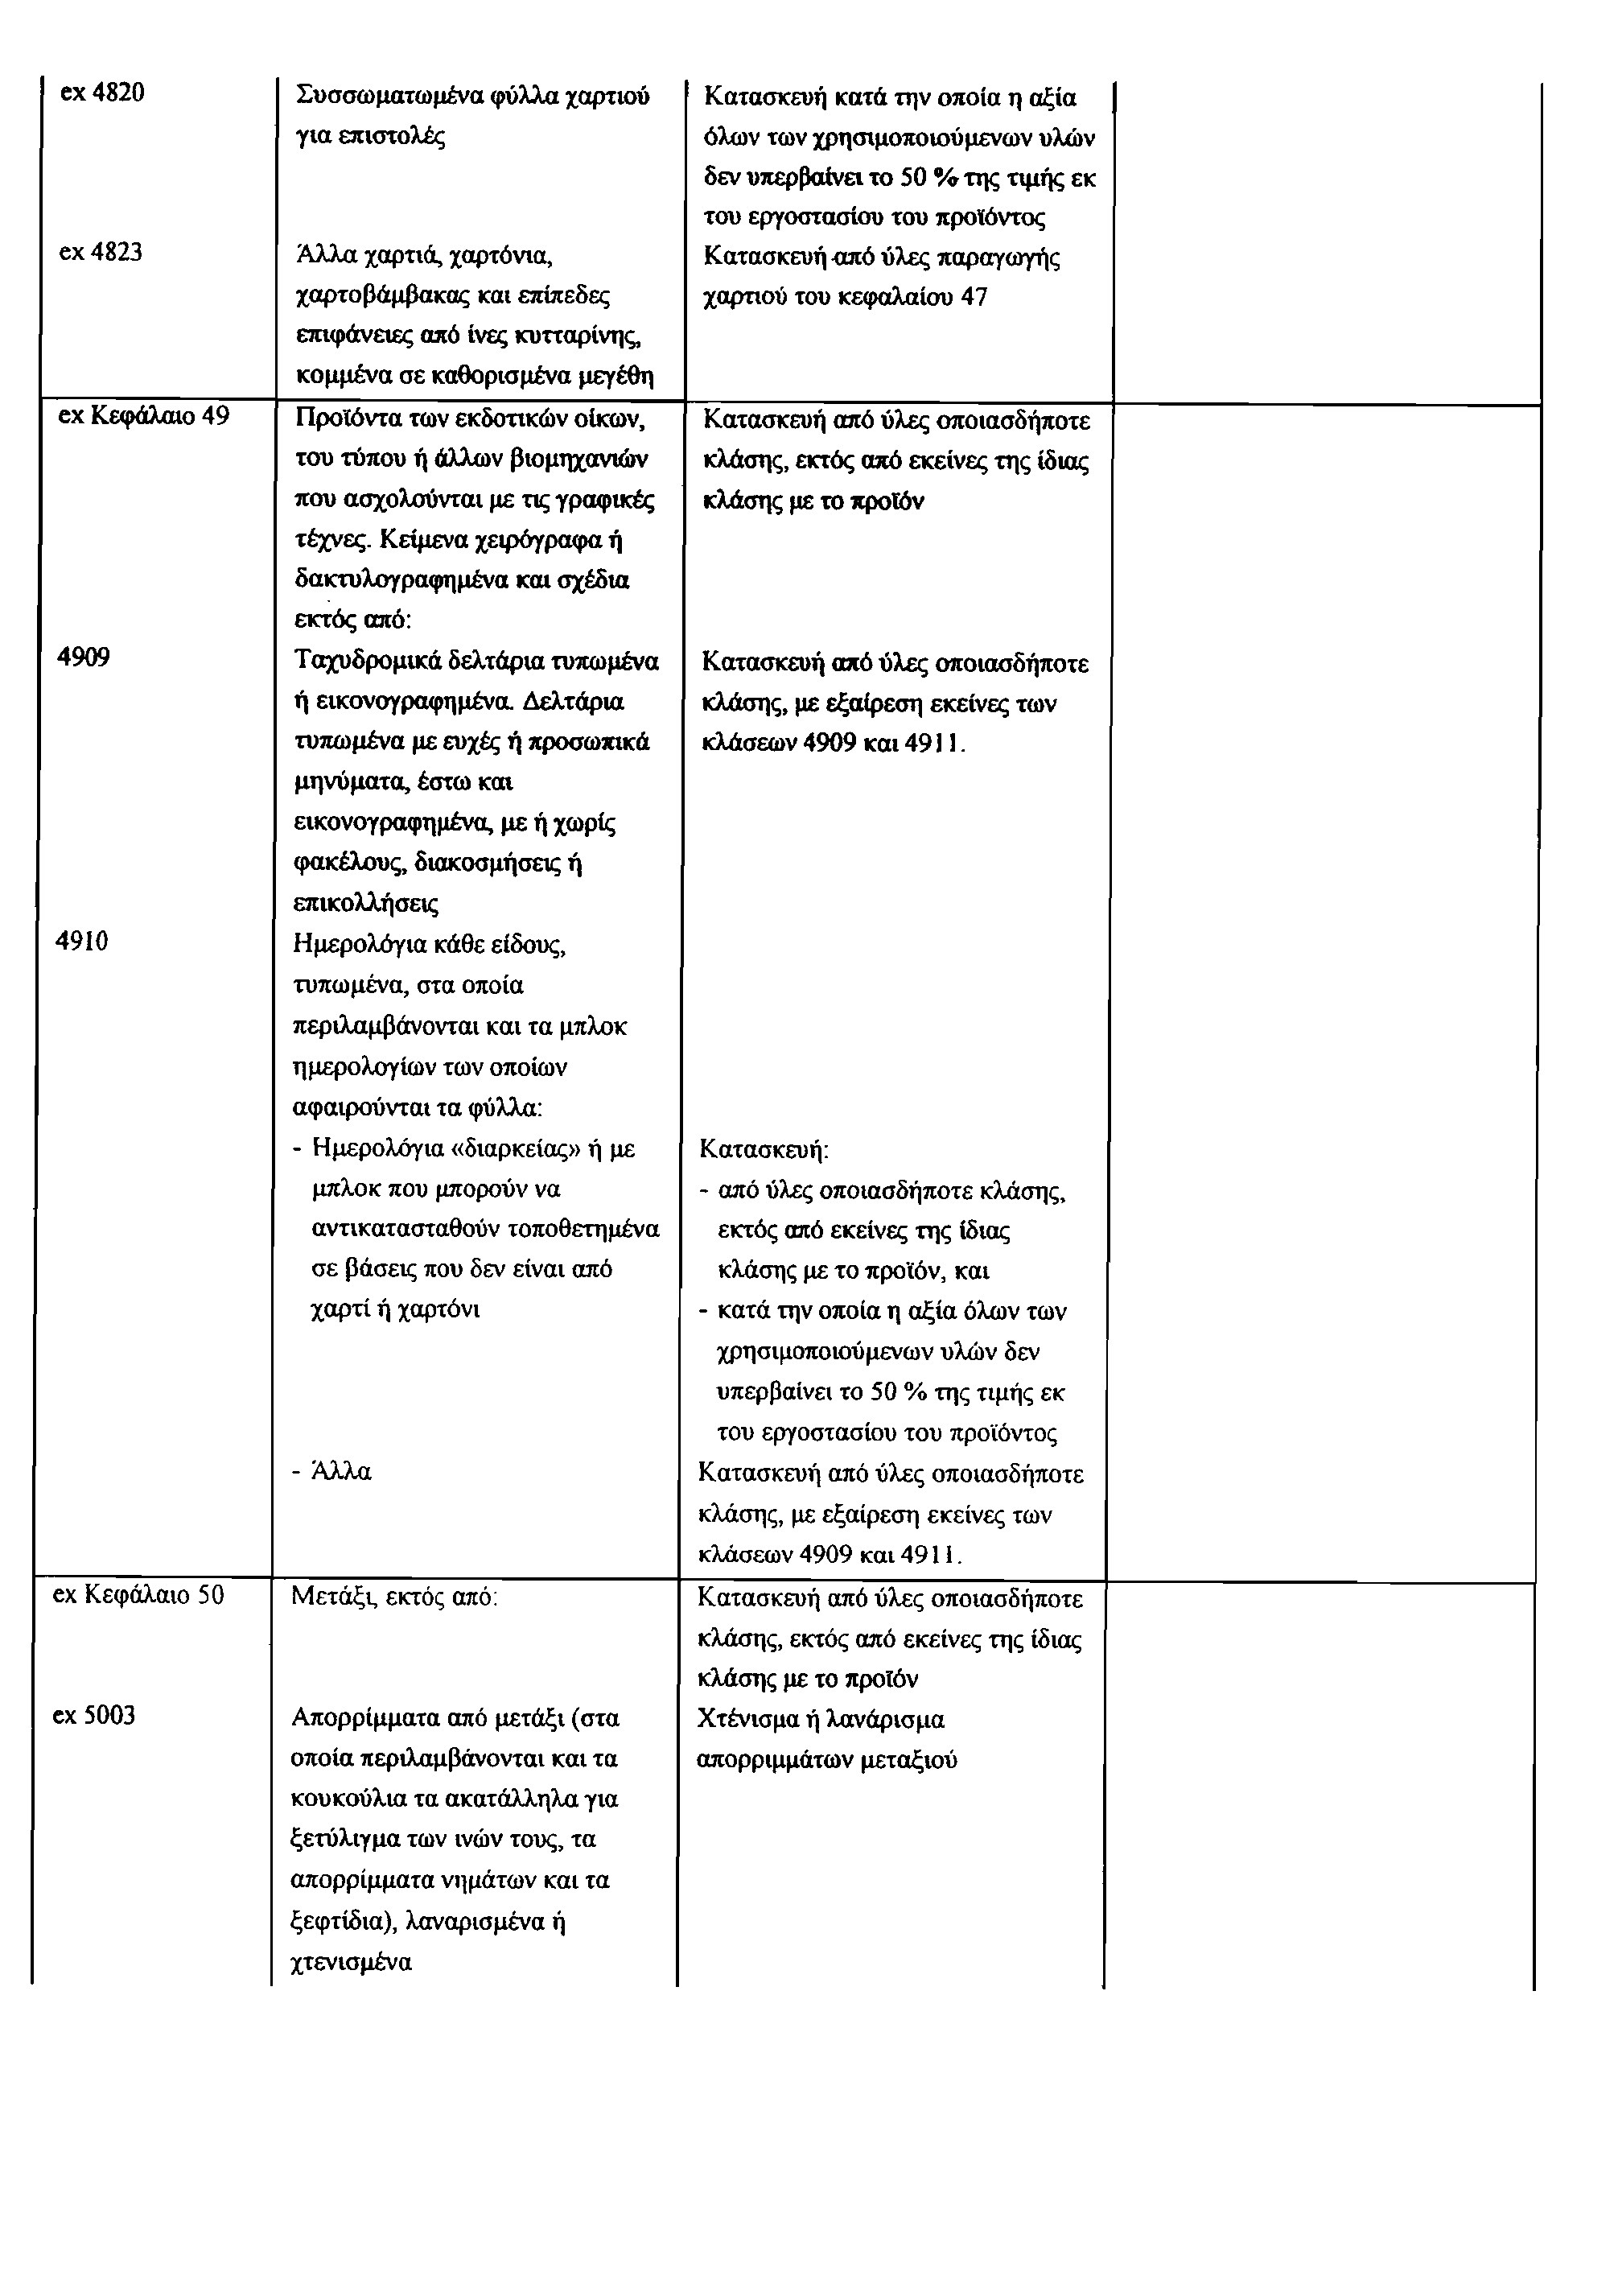 ex 4820
Συσσωματωμένα φύλλα χαρτιού
για επιστολές
Κατασκευή κατά την οποία η αξία
όλων των χρησιμοποιούμενων υλών
δεν υπερβαίνει το 50 % της τιμής εκ
του εργοστασίου του προϊόντος
ex 4823
Άλλα χαρτιά, χαρτόνια,
χαρτοβάμβακας και επίπεδες
επιφάνειες από ίνες κυτταρίνης,
κομμένα σε καθορισμένα μεγέθη
Κατασκευή από ύλες παραγωγής
χαρτιού του κεφαλαίου 47
ex Κεφάλαιο 49
Προϊόντα των εκδοτικών οίκων,
του τύπου ή άλλων βιομηχανιών
που ασχολούνται με τις γραφικές
τέχνες. Κείμενα χειρόγραφα ή
δακτυλογραφημένα και σχέδια
εκτός από:
Κατασκευή από ύλες οποιασδήποτε
κλάσης, εκτός από εκείνες της ίδιας
κλάσης με το προϊόν
4909
Ταχυδρομικά δελτάρια τυπωμένα
ή εικονογραφημένα. Δελτάρια
τυπωμένα με ευχές ή προσωπικά
μηνύματα, έστω και
εικονογραφημένα, με ή χωρίς
φακέλους, διακοσμήσεις ή
επικολλήσεις
Κατασκευή από ύλες οποιασδήποτε
κλάσης, με εξαίρεση εκείνες των
κλάσεων 4909 και 4911.
4910
Ημερολόγια κάθε είδους,
τυπωμένα, στα οποία
περιλαμβάνονται και τα μπλοκ
ημερολογίων των οποίων
αφαιρούνται τα φύλλα:
- Ημερολόγια «διαρκείας» ή με
μπλοκ που μπορούν να
αντικατασταθούν τοποθετημένα
σε βάσεις που δεν είναι από
χαρτί ή χαρτόνι
Κατασκευή:
- από ύλες οποιασδήποτε κλάσης,
εκτός από εκείνες της ίδιας
κλάσης με το προϊόν, και
- κατά την οποία η αξία όλων των
χρησιμοποιούμενων υλών δεν
υπερβαίνει το 50 % της τιμής εκ
του εργοστασίου του προϊόντος
- Άλλα
Κατασκευή από ύλες οποιασδήποτε
κλάσης, με εξαίρεση εκείνες των
κλάσεων 4909 και 4911.
ex Κεφάλαιο 50
Μετάξι, εκτός από:
Κατασκευή από ύλες οποιασδήποτε
κλάσης, εκτός από εκείνες της ίδιας
κλάσης με το προϊόν
ex 5003
Απορρίμματα από μετάξι (στα
οποία περιλαμβάνονται και τα
κουκούλια τα ακατάλληλα για
ξετύλιγμα των ινών τους, τα
απορρίμματα νημάτων και τα
ξεφτίδια), λαναρισμένα ή
χτενισμένα
Χτένισμα ή λανάρισμα
απορριμμάτων μεταξιού